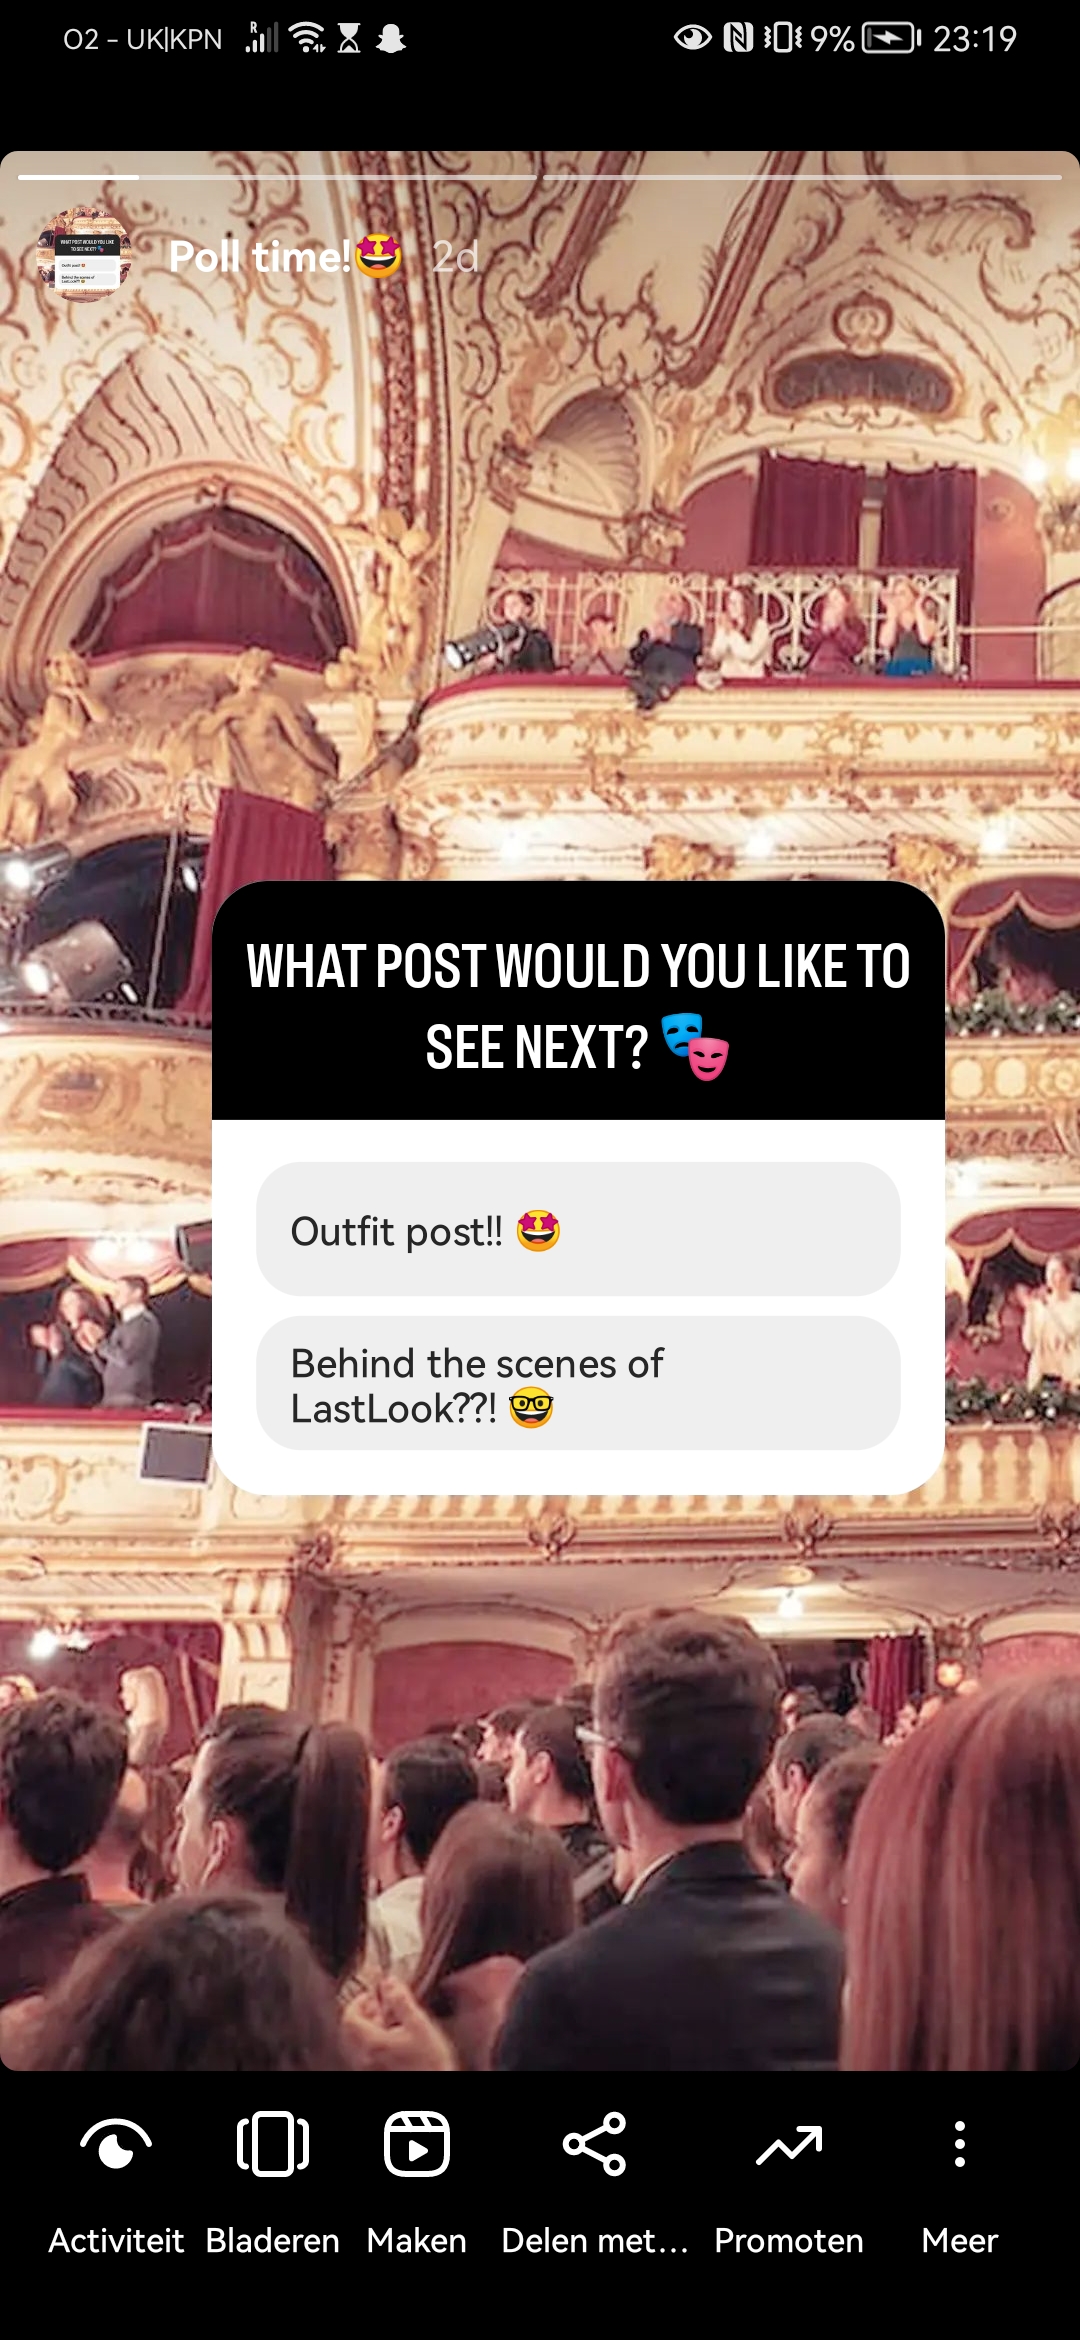 O2 - UK|KPN R 9% 23:19
Poll time!🤩 2d
WHAT POST WOULD YOU LIKE TO
SEE NEXT? 🎭
Outfit post!! 🤩
Behind the scenes of
LastLook??! 🤓
Activiteit Bladeren Maken Delen met... Promoten Meer